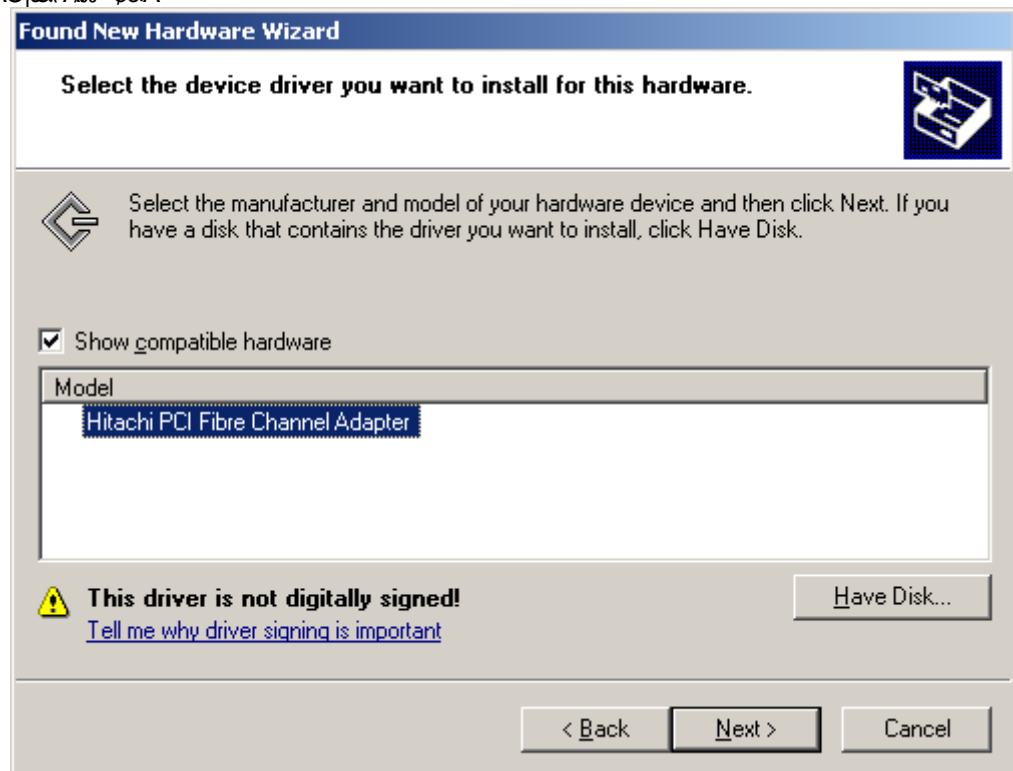 Found New Hardware Wizard
Select the device driver you want to install for this hardware.
Select the manufacturer and model of your hardware device and then click Next. If you
have a disk that contains the driver you want to install, click Have Disk.
Show compatible hardware
Model
Hitachi PCI Fibre Channel Adapter
This driver is not digitally signed!
Have Disk...
Tell me why driver signing is important
< Back
Next >
Cancel